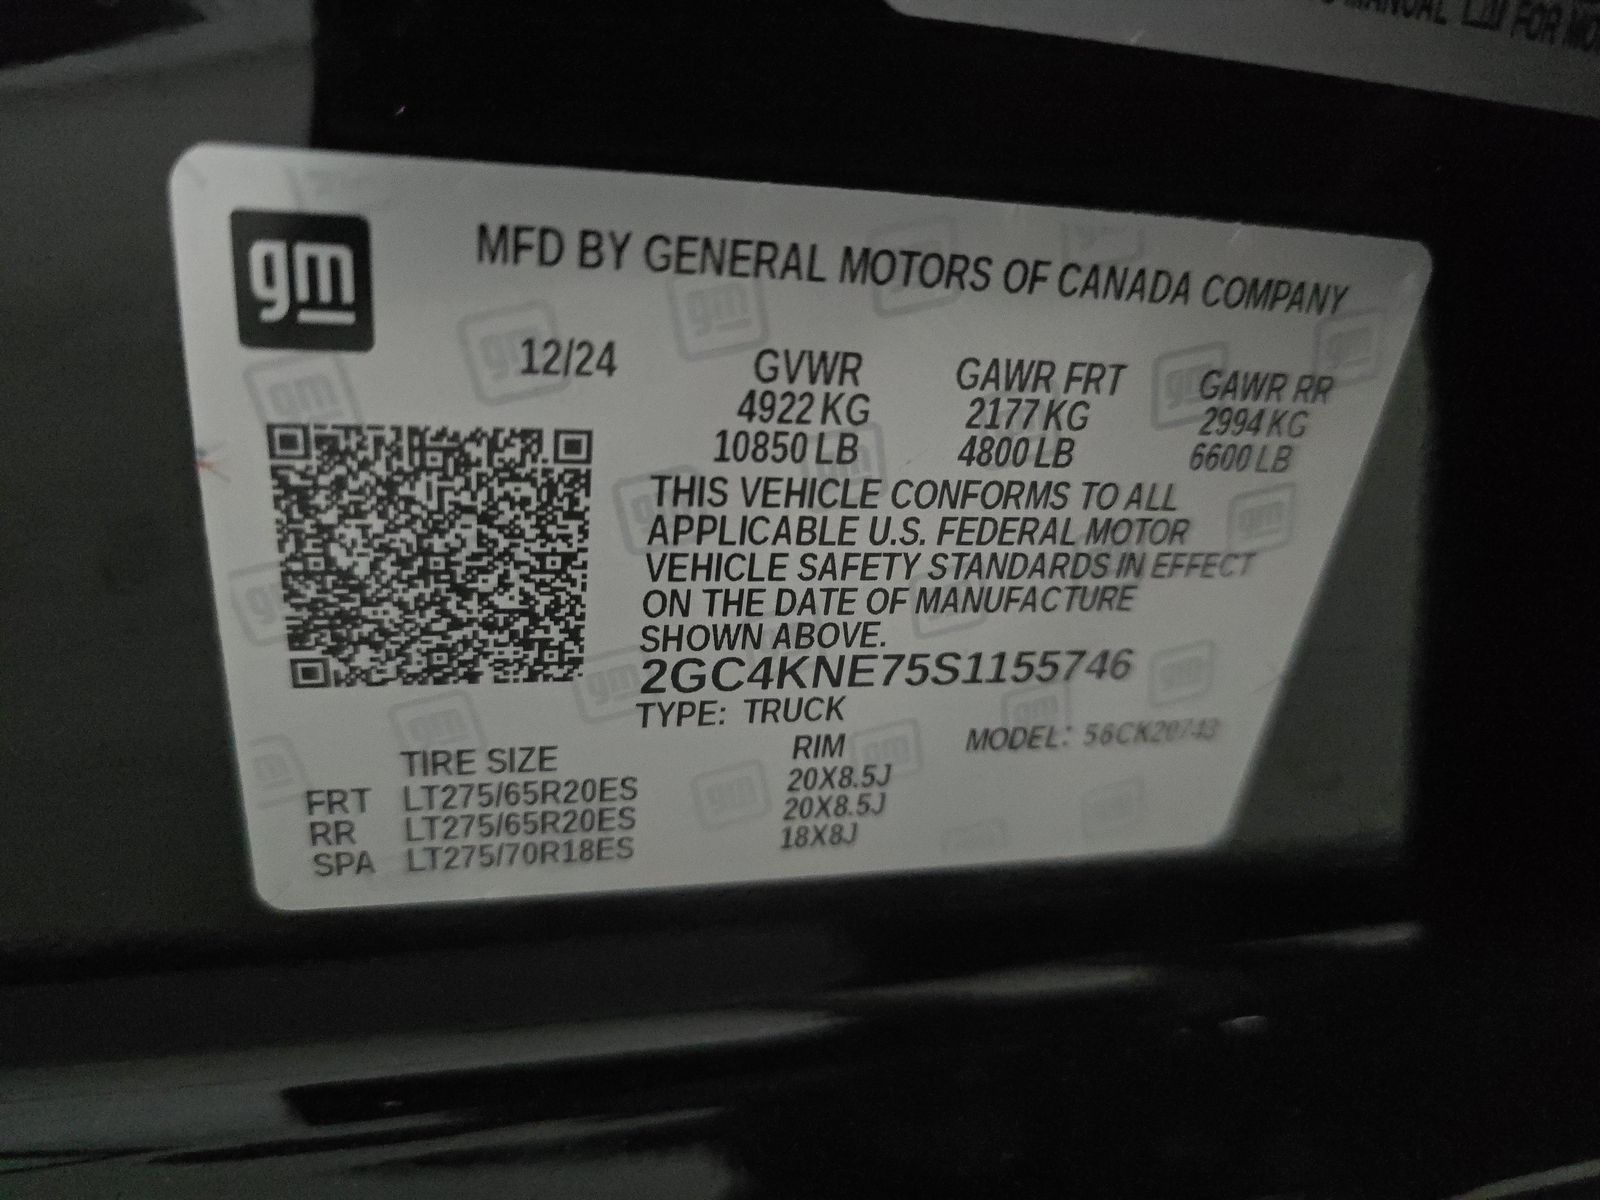 MANUAL FOR
gm
MFD BY GENERAL MOTORS OF CANADA COMPANY
12/24 GVWR GAWR FRT GAWR RR
4922 KG 2177 KG 2994 KG
10850 LB 4800 LB 6600 LB
THIS VEHICLE CONFORMS TO ALL
APPLICABLE U.S. FEDERAL MOTOR
VEHICLE SAFETY STANDARDS IN EFFECT
ON THE DATE OF MANUFACTURE
SHOWN ABOVE.
2GC4KNE75S1155746
TYPE: TRUCK
MODEL: 56CK20743
TIRE SIZE RIM
FRT LT275/65R20ES 20X8.5J
RR LT275/65R20ES 20X8.5J
SPA LT275/70R18ES 18X8J